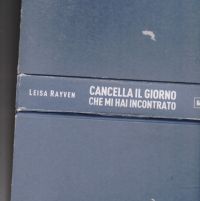 LEISA RAYVEN
CANCELLA IL GIORNO
CHE MI HAI INCONTRATO